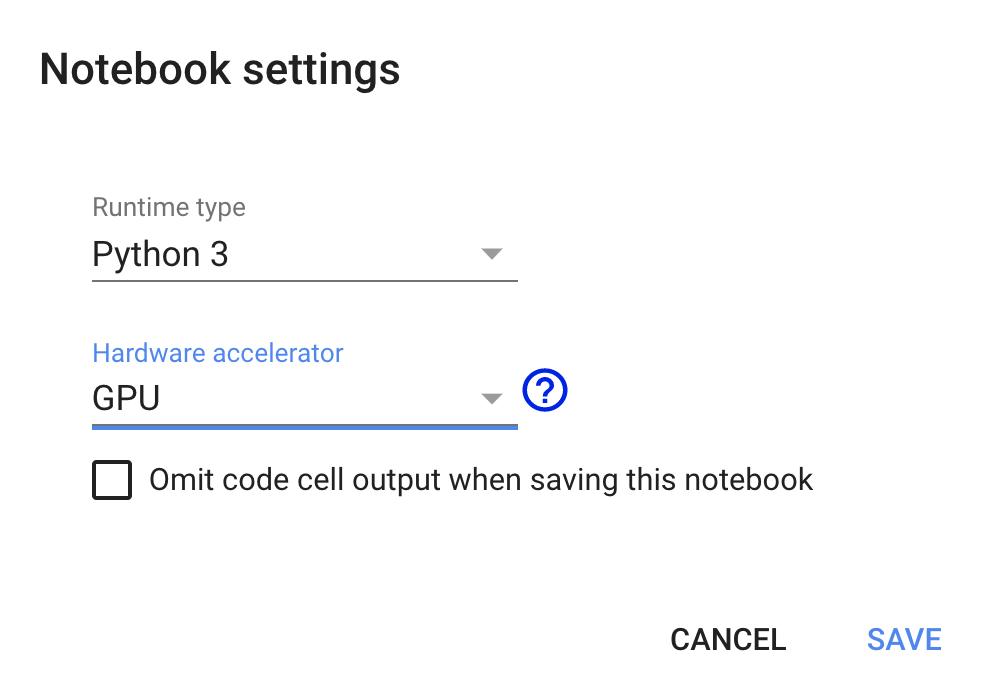 Notebook settings
Runtime type
Python 3
Hardware accelerator
GPU
?
Omit code cell output when saving this notebook
CANCEL SAVE